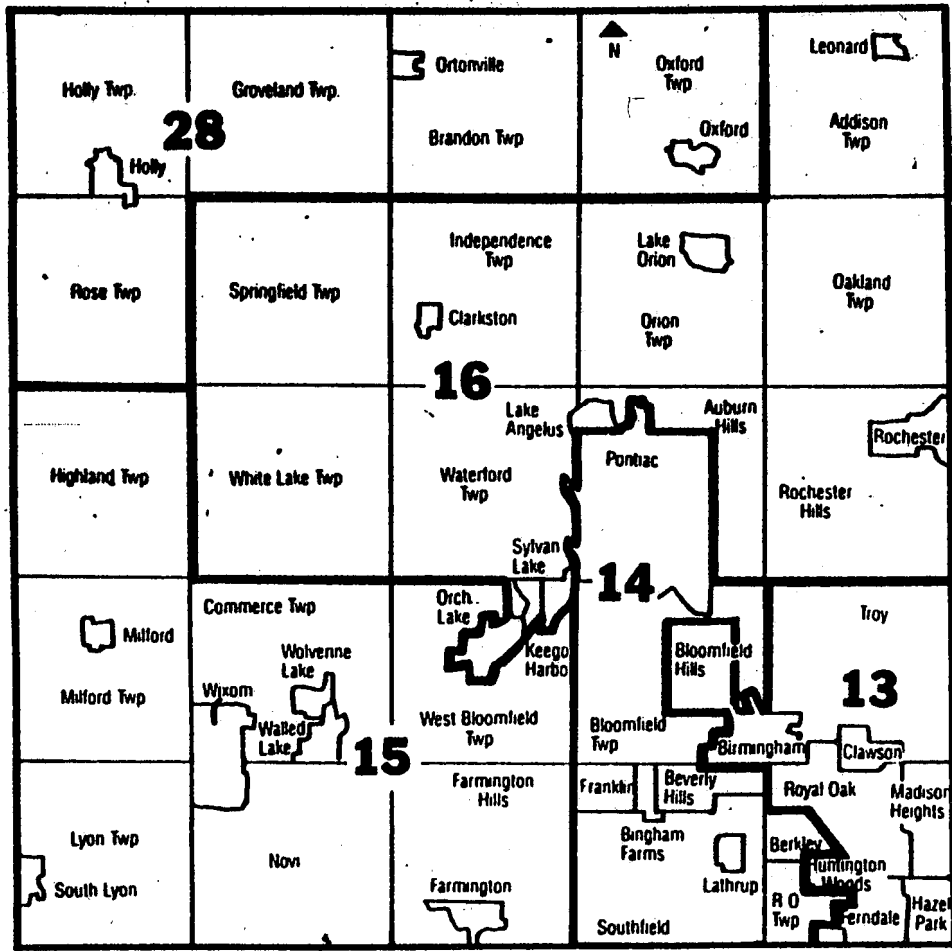 N
Leonard
Ortonville
Oxford
Twp
Holly Twp.
Groveland Twp.
28
Brandon Twp
Oxford
Addison
Twp
Holly
Independence
Twp
Lake
Orion
Rose Twp
Springfield Twp
Oakland
Twp
Clarkston
Orion
Twp
16
Lake
Angelus
Auburn
Hills
Rochester
Pontiac
Highland Twp
White Lake Twp
Waterford
Twp
Rochester
Hills
Sylvan
Lake
14
Commerce Twp
Orch.
Lake
Troy
Milford
Keego
Harbo
Bloomfield
Hills
Wolvenne
Lake
13
Milford Twp
Wixom
West Bloomfield
Twp
Bloomfield
Twp
Walled
Lake
15
Birmingham
Clawson
Farmington
Hills
Franklin
Beverly
Hills
Royal Oak
Madison
Heights
Lyon Twp
Bingham
Farms
Berkley
Novi
Huntington
Woods
South Lyon
Farmington
Lathrup
R O
Twp
Ferndale
Hazel
Park
Southfield